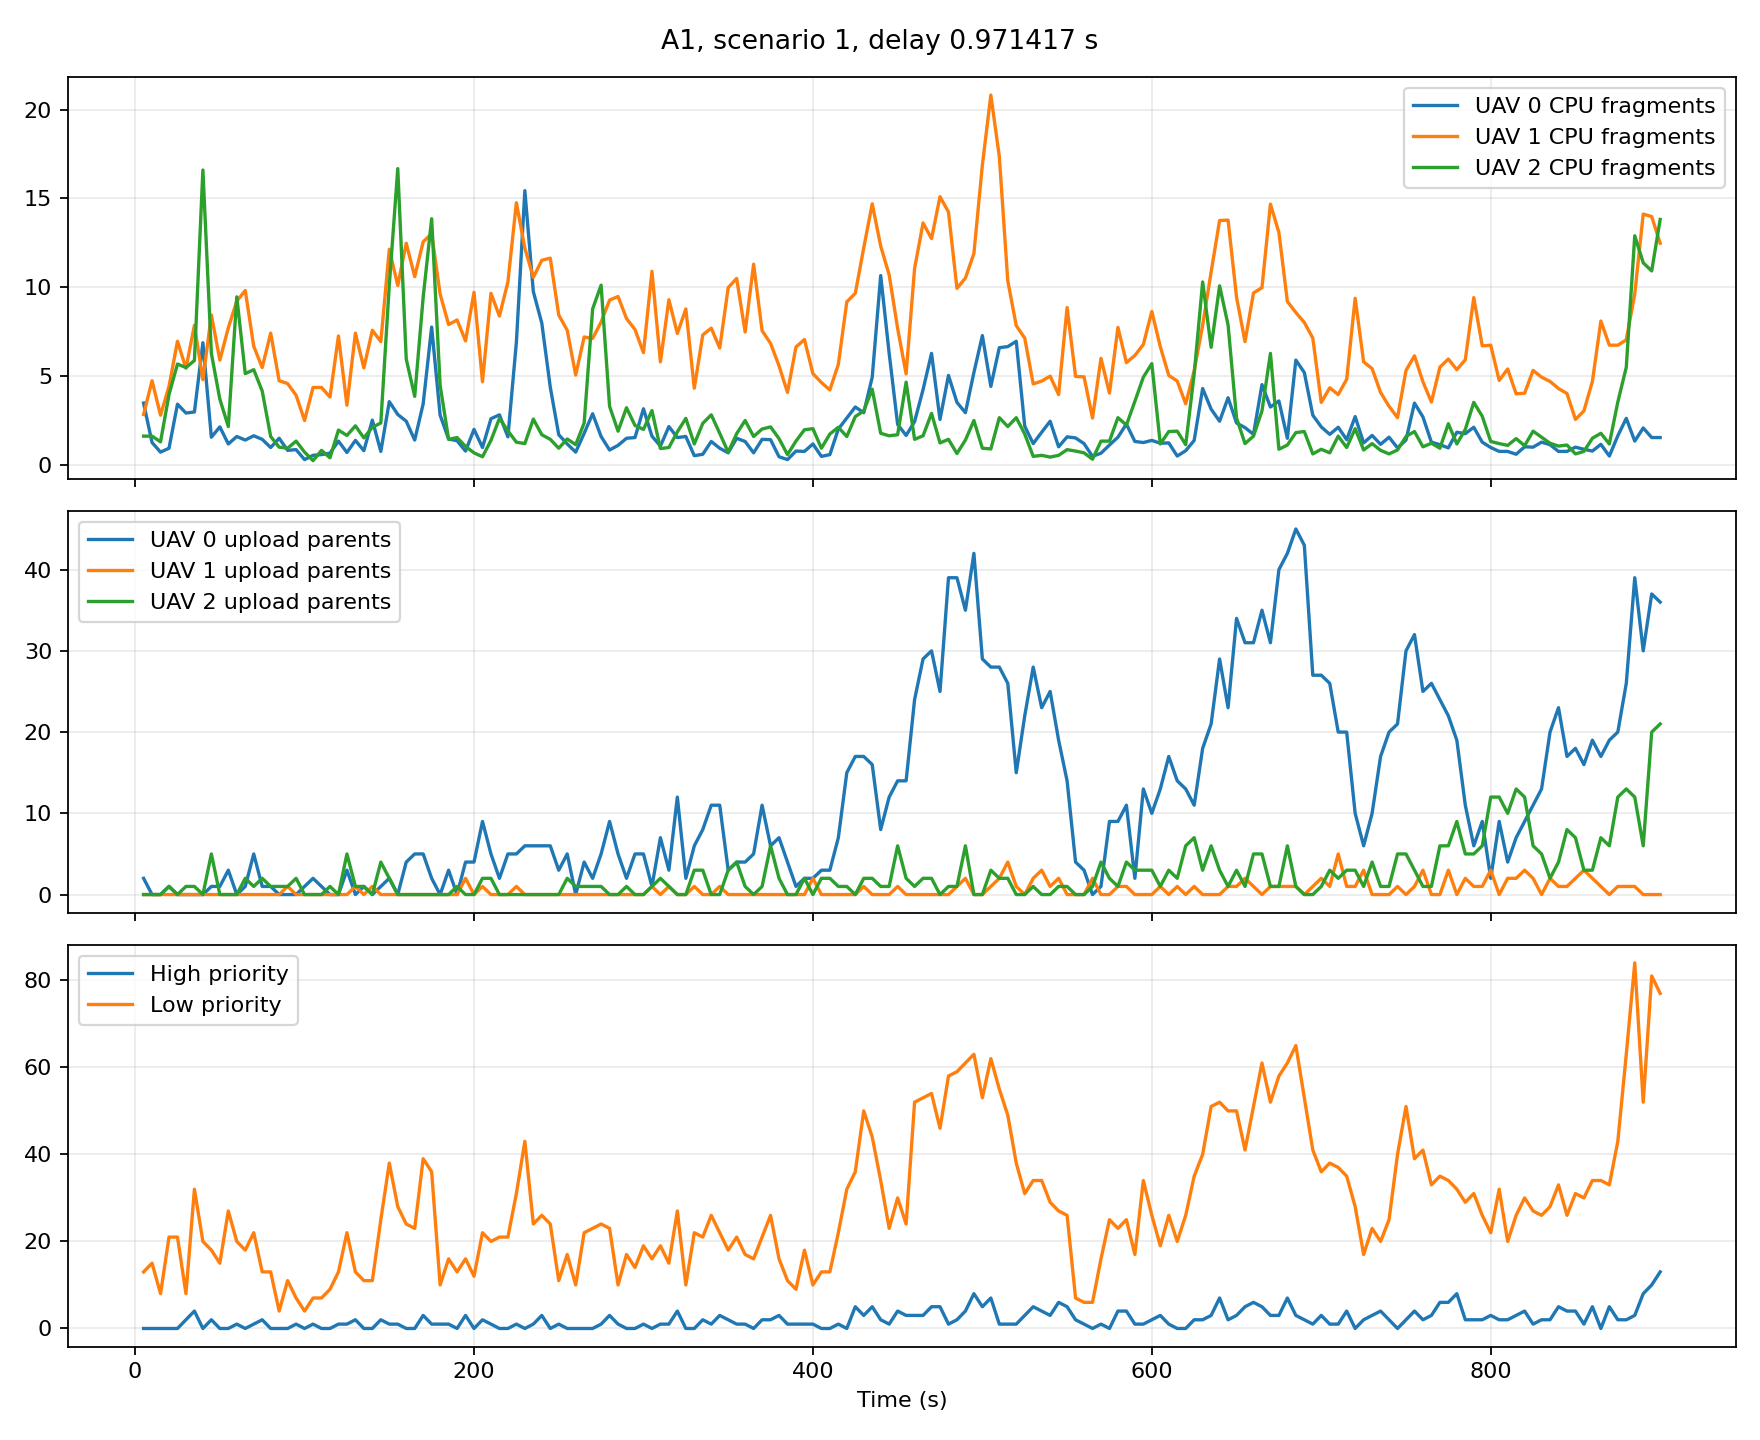 A1, scenario 1, delay 0.971417 s
20
15
10
5
0
UAV 0 CPU fragments
UAV 1 CPU fragments
UAV 2 CPU fragments
40
30
20
10
0
UAV 0 upload parents
UAV 1 upload parents
UAV 2 upload parents
80
60
40
20
0
High priority
Low priority
0 200 400 600 800
Time (s)